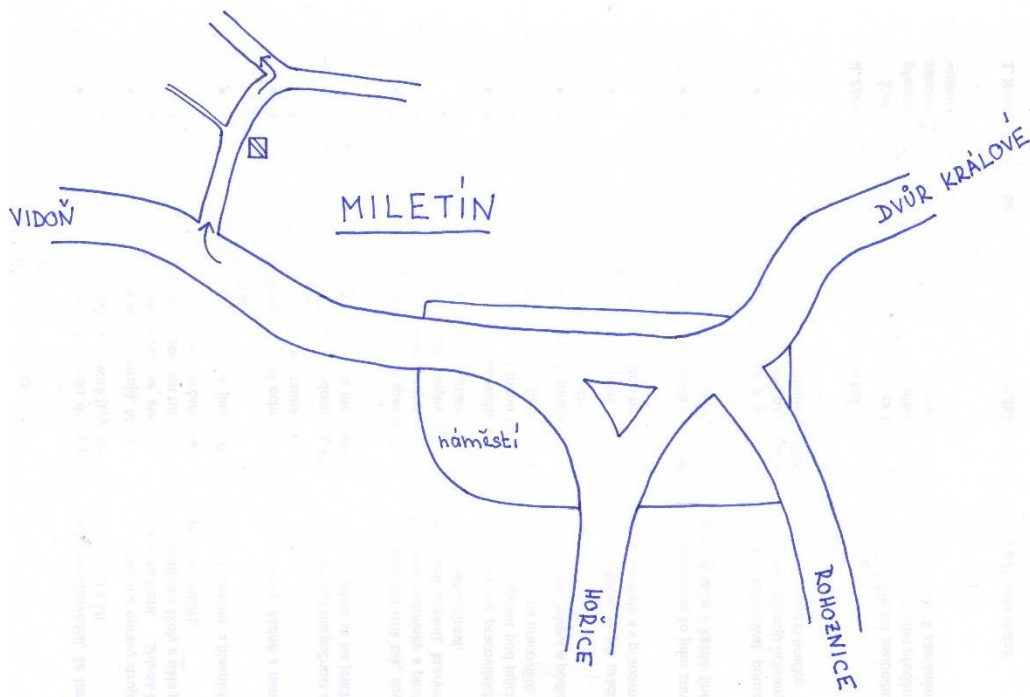 VIDOŇ
MILETÍN
DVŮR KRÁLOVÉ
náměstí
HOŘICE
ROHOZNICE